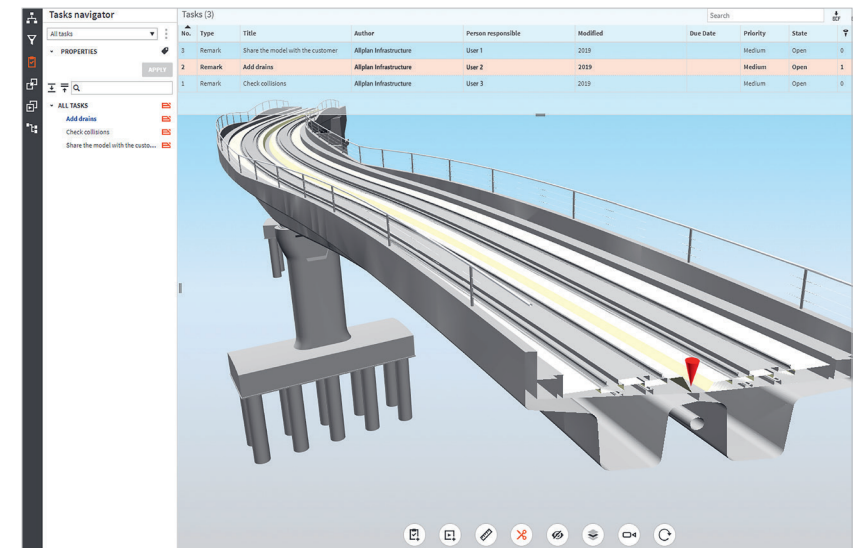 Tasks navigator
All tasks
PROPERTIES
APPLY
ALL TASKS
Add drains
Check collisions
Share the model with the custo...
Tasks (3)
Search
BCF
No. Type Title Author Person responsible Modified Due Date Priority State
3 Remark Share the model with the customer Allplan Infrastructure User 1 2019 Medium Open 0
2 Remark Add drains Allplan Infrastructure User 2 2019 Medium Open 1
1 Remark Check collisions Allplan Infrastructure User 3 2019 Medium Open 0